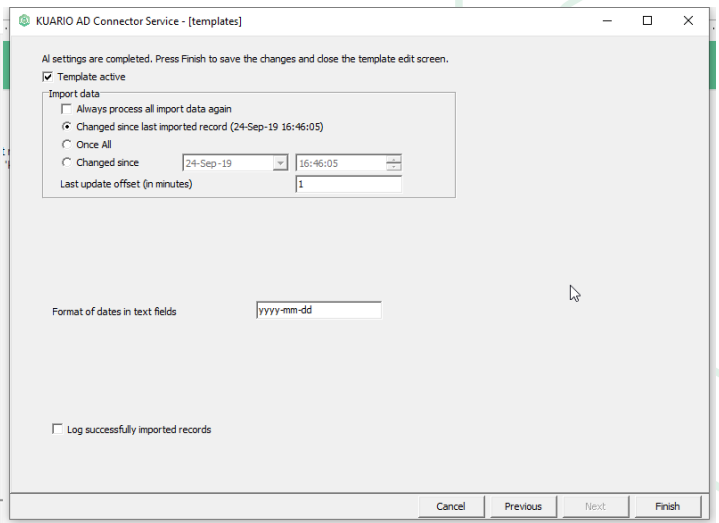 KUARIO AD Connector Service - [templates]
Al settings are completed. Press Finish to save the changes and close the template edit screen.
Template active
Import data
Always process all import data again
Changed since last imported record (24-Sep-19 16:46:05)
Once All
Changed since 24-Sep-19 16:46:05
Last update offset (in minutes) 1
Format of dates in text fields yyyy-mm-dd
Log successfully imported records
Cancel Previous Next Finish